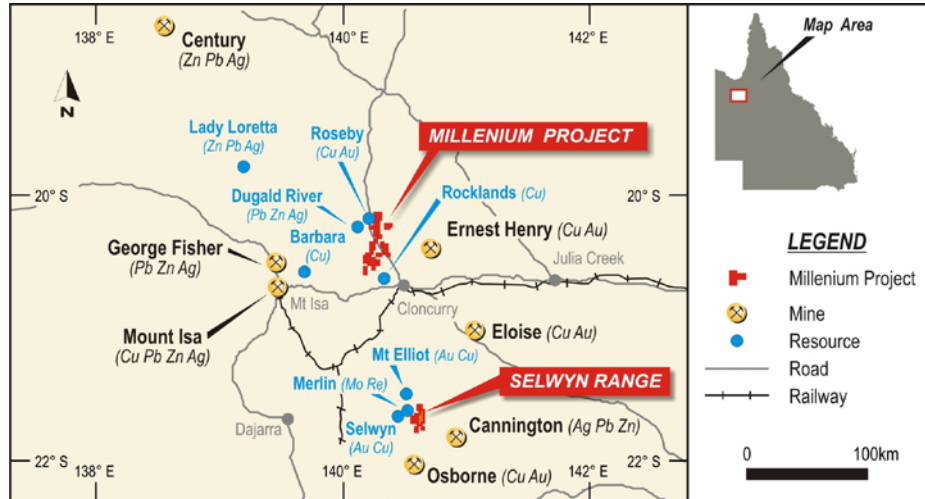 138° E
140° E
142° E
Map Area
Century
(Zn Pb Ag)
N
Lady Loretta
(Zn Pb Ag)
Roseby
(Cu Au)
MILLENIUM PROJECT
20° S
20° S
Dugald River
(Pb Zn Ag)
Rocklands (Cu)
Barbara
(Cu)
Ernest Henry (Cu Au)
George Fisher
(Pb Zn Ag)
Julia Creek
Mt Isa
Cloncurry
Mount Isa
(Cu Pb Zn Ag)
Eloise (Cu Au)
Mt Elliot (Au Cu)
Merlin (Mo Re)
SELWYN RANGE
Selwyn
(Au Cu)
Dajarra
Cannington (Ag Pb Zn)
Osborne (Cu Au)
22° S
22° S
138° E
140° E
142° E
LEGEND
Millenium Project
Mine
Resource
Road
Railway
0 100km